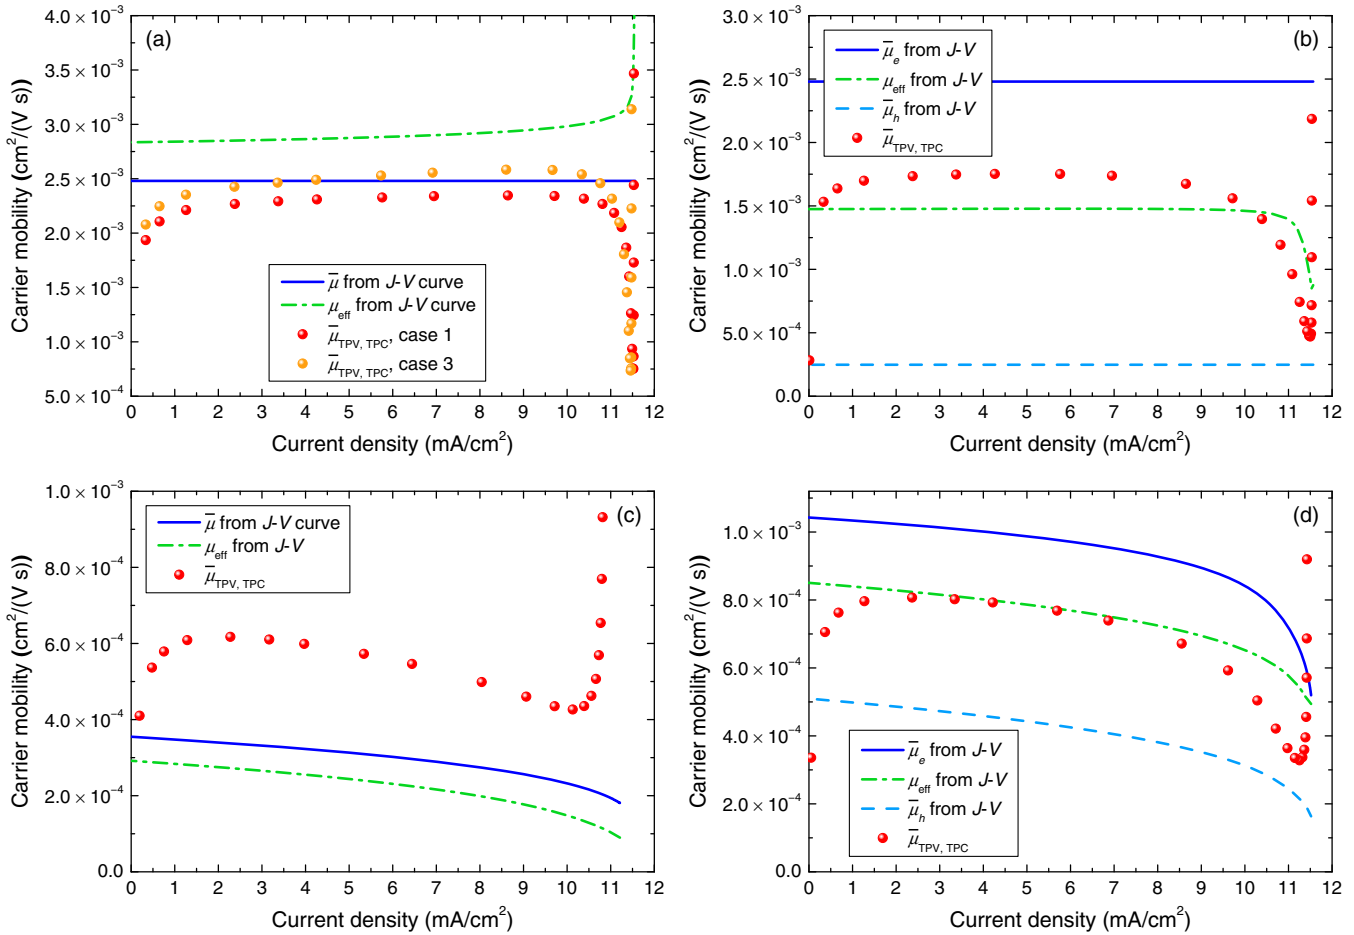 (a)
4.0 × 10⁻³
3.5 × 10⁻³
3.0 × 10⁻³
2.5 × 10⁻³
2.0 × 10⁻³
1.5 × 10⁻³
1.0 × 10⁻³
5.0 × 10⁻⁴
Carrier mobility (cm²/(V s))
μ̅ from J-V curve
μeff from J-V curve
μ̅TPV, TPC, case 1
μ̅TPV, TPC, case 3
0 1 2 3 4 5 6 7 8 9 10 11 12
Current density (mA/cm²)
(b)
3.0 × 10⁻³
2.5 × 10⁻³
2.0 × 10⁻³
1.5 × 10⁻³
1.0 × 10⁻³
5.0 × 10⁻⁴
0.0
Carrier mobility (cm²/(V s))
μ̅e from J-V
μeff from J-V
μ̅h from J-V
μ̅TPV, TPC
0 1 2 3 4 5 6 7 8 9 10 11 12
Current density (mA/cm²)
(c)
1.0 × 10⁻³
8.0 × 10⁻⁴
6.0 × 10⁻⁴
4.0 × 10⁻⁴
2.0 × 10⁻⁴
0.0
Carrier mobility (cm²/(V s))
μ̅ from J-V curve
μeff from J-V
μ̅TPV, TPC
0 1 2 3 4 5 6 7 8 9 10 11 12
Current density (mA/cm²)
(d)
1.0 × 10⁻³
8.0 × 10⁻⁴
6.0 × 10⁻⁴
4.0 × 10⁻⁴
2.0 × 10⁻⁴
0.0
Carrier mobility (cm²/(V s))
μ̅e from J-V
μeff from J-V
μ̅h from J-V
μ̅TPV, TPC
0 1 2 3 4 5 6 7 8 9 10 11 12
Current density (mA/cm²)